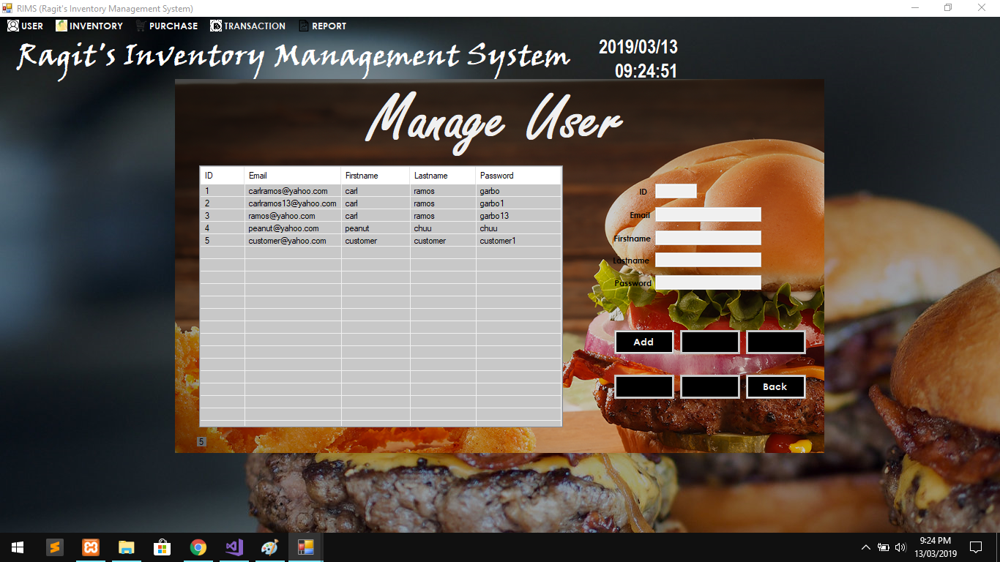 RIMS (Ragit's Inventory Management System)
USER INVENTORY PURCHASE TRANSACTION REPORT
Ragit's Inventory Management System
2019/03/13
09:24:51
Manage User
ID Email Firstname Lastname Password
1 carlramos@yahoo.com carl ramos garbo
2 carlramos13@yahoo.com carl ramos garbo1
3 ramos@yahoo.com carl ramos garbo13
4 peanut@yahoo.com peanut chuu chuu
5 customer@yahoo.com customer customer customer1
5
ID
Email
Firstname
Lastname
Password
Add
Back
9:24 PM
13/03/2019